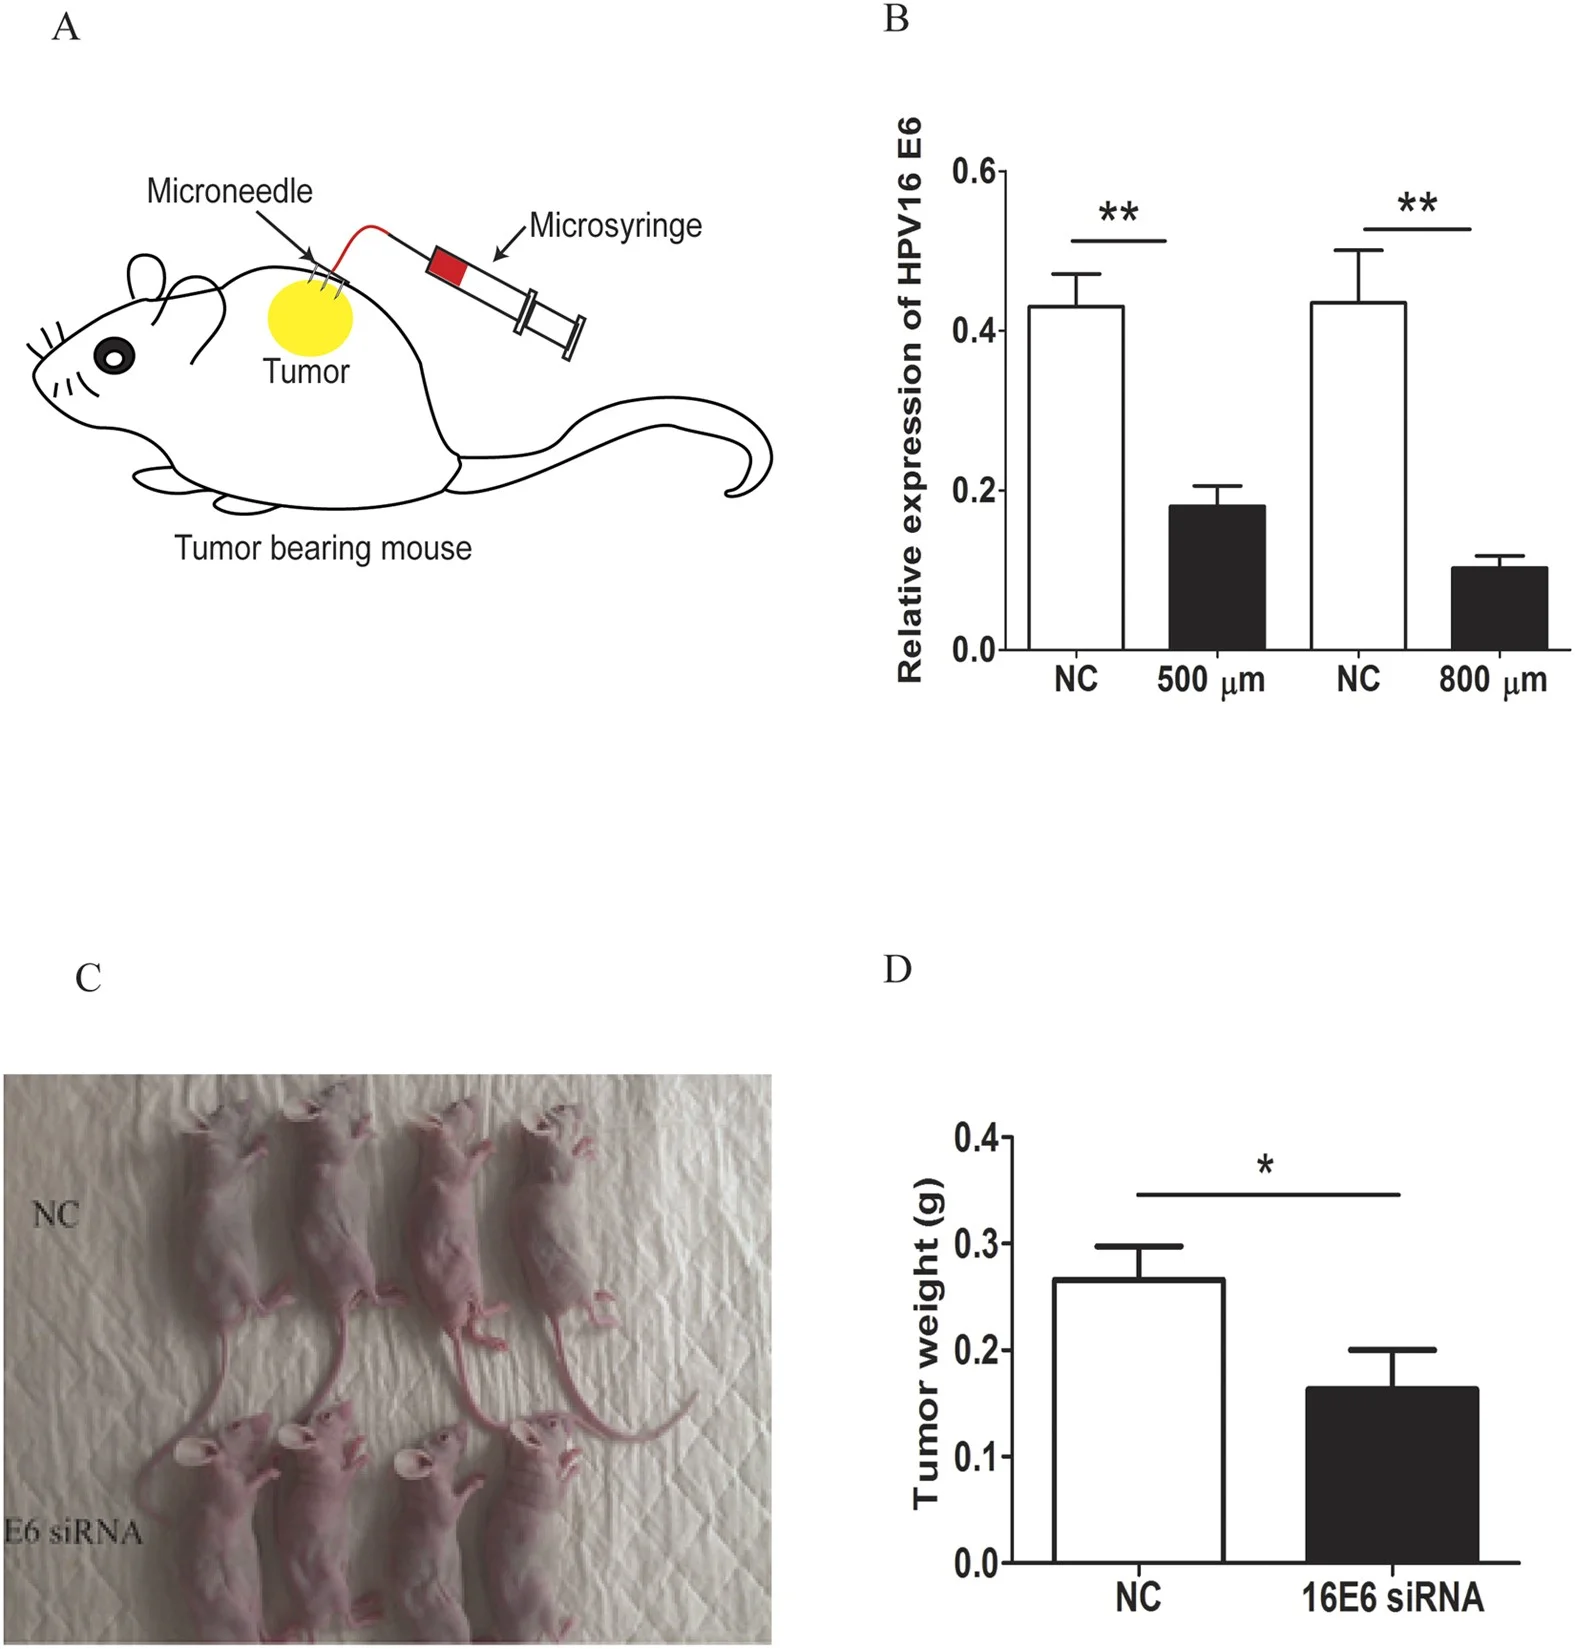 A
Microneedle
Microsyringe
Tumor
Tumor bearing mouse
B
Relative expression of HPV16 E6
0.6
0.4
0.2
0.0
**
**
NC
500 μm
NC
800 μm
C
NC
E6 siRNA
D
Tumor weight (g)
0.4
0.3
0.2
0.1
0.0
*
NC
16E6 siRNA